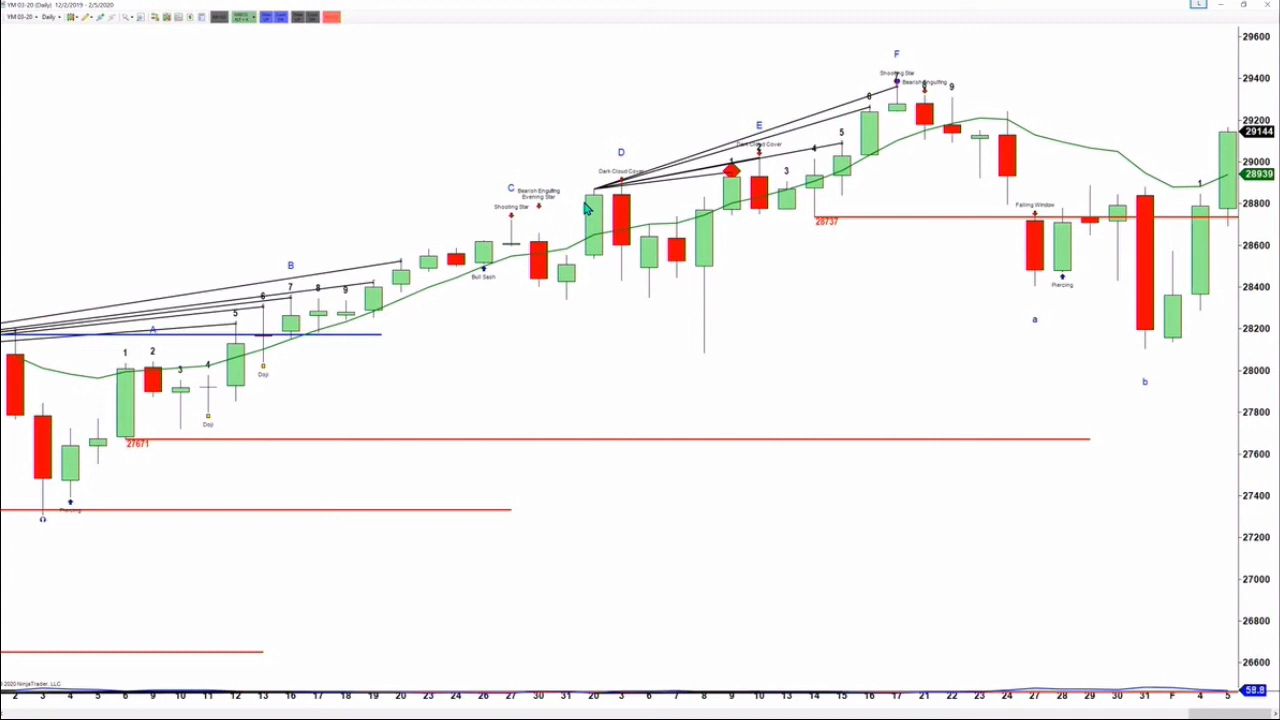 YM 03-20 (Daily) 12/2/2019 - 2/5/2020
YM 03-20 Daily
29600
F
29400
Shooting Star
7
Bearish Engulfing
8
9
6
29200
E
5
29144
Dark Cloud Cover
2
4
D
29000
1
Dark Cloud Cover
3
28939
C
Bearish Engulfing
Evening Star
1
Shooting Star
Falling Window
28800
28737
28600
B
Bull Sash
Piercing
28400
7
8
9
6
5
a
A
28200
1
2
3
4
Doji
28000
b
Doji
27800
27671
27600
Piercing
27400
27200
27000
26800
26600
© 2020 NinjaTrader, LLC
58.8
2 3 4 5 6 9 10 11 12 13 16 17 18 19 20 23 24 26 27 30 31 20 3 6 7 8 9 10 13 14 15 16 17 21 22 23 24 27 28 29 30 31 F 4 5